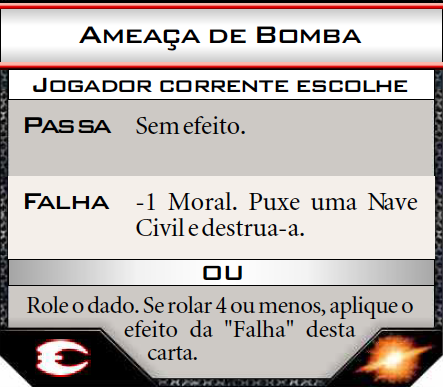 AMEAÇA DE BOMBA
JOGADOR CORRENTE ESCOLHE
PASSA Sem efeito.
FALHA -1 Moral. Puxe uma Nave
Civil e destrua-a.
OU
Role o dado. Se rolar 4 ou menos, aplique o
efeito da "Falha" desta
carta.